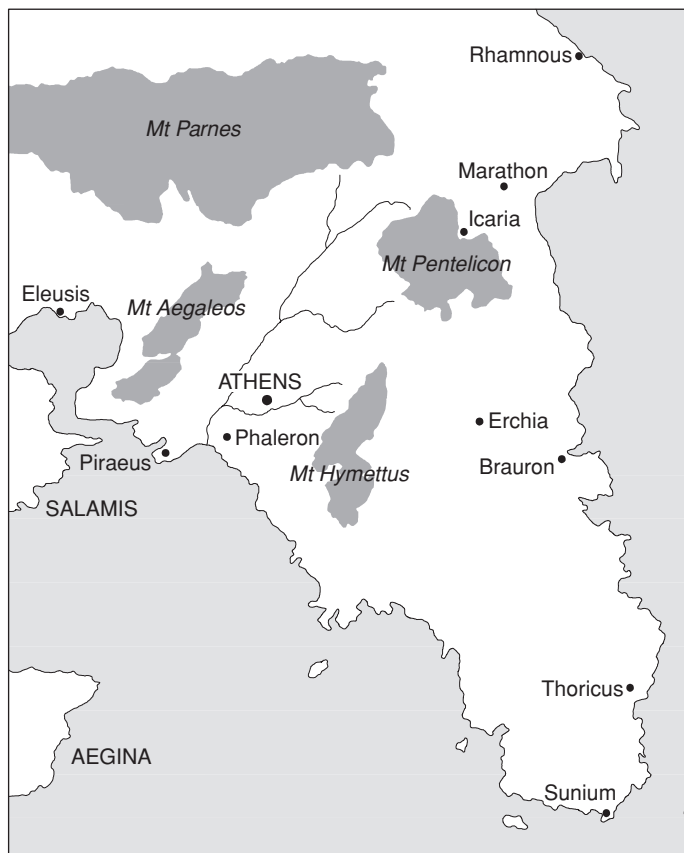 Rhamnous
Mt Parnes
Marathon
Icaria
Mt Pentelicon
Eleusis
Mt Aegaleos
ATHENS
Erchia
Phaleron
Piraeus
Brauron
Mt Hymettus
SALAMIS
Thoricus
AEGINA
Sunium